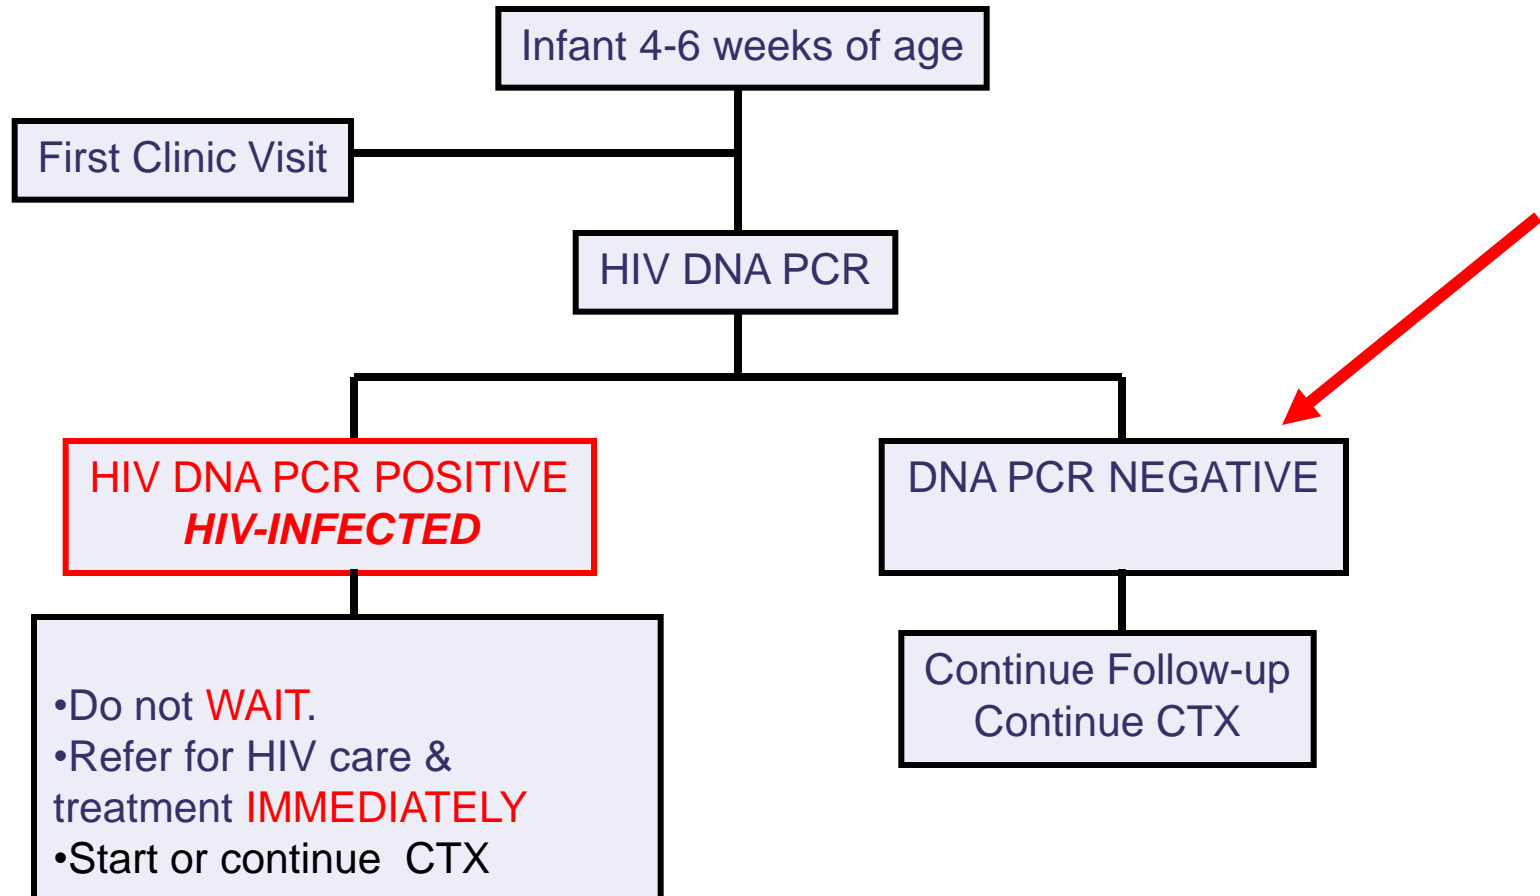 Infant 4-6 weeks of age
First Clinic Visit
HIV DNA PCR
HIV DNA PCR POSITIVE
HIV-INFECTED
DNA PCR NEGATIVE
•Do not WAIT.
•Refer for HIV care &
treatment IMMEDIATELY
•Start or continue  CTX
Continue Follow-up
Continue CTX